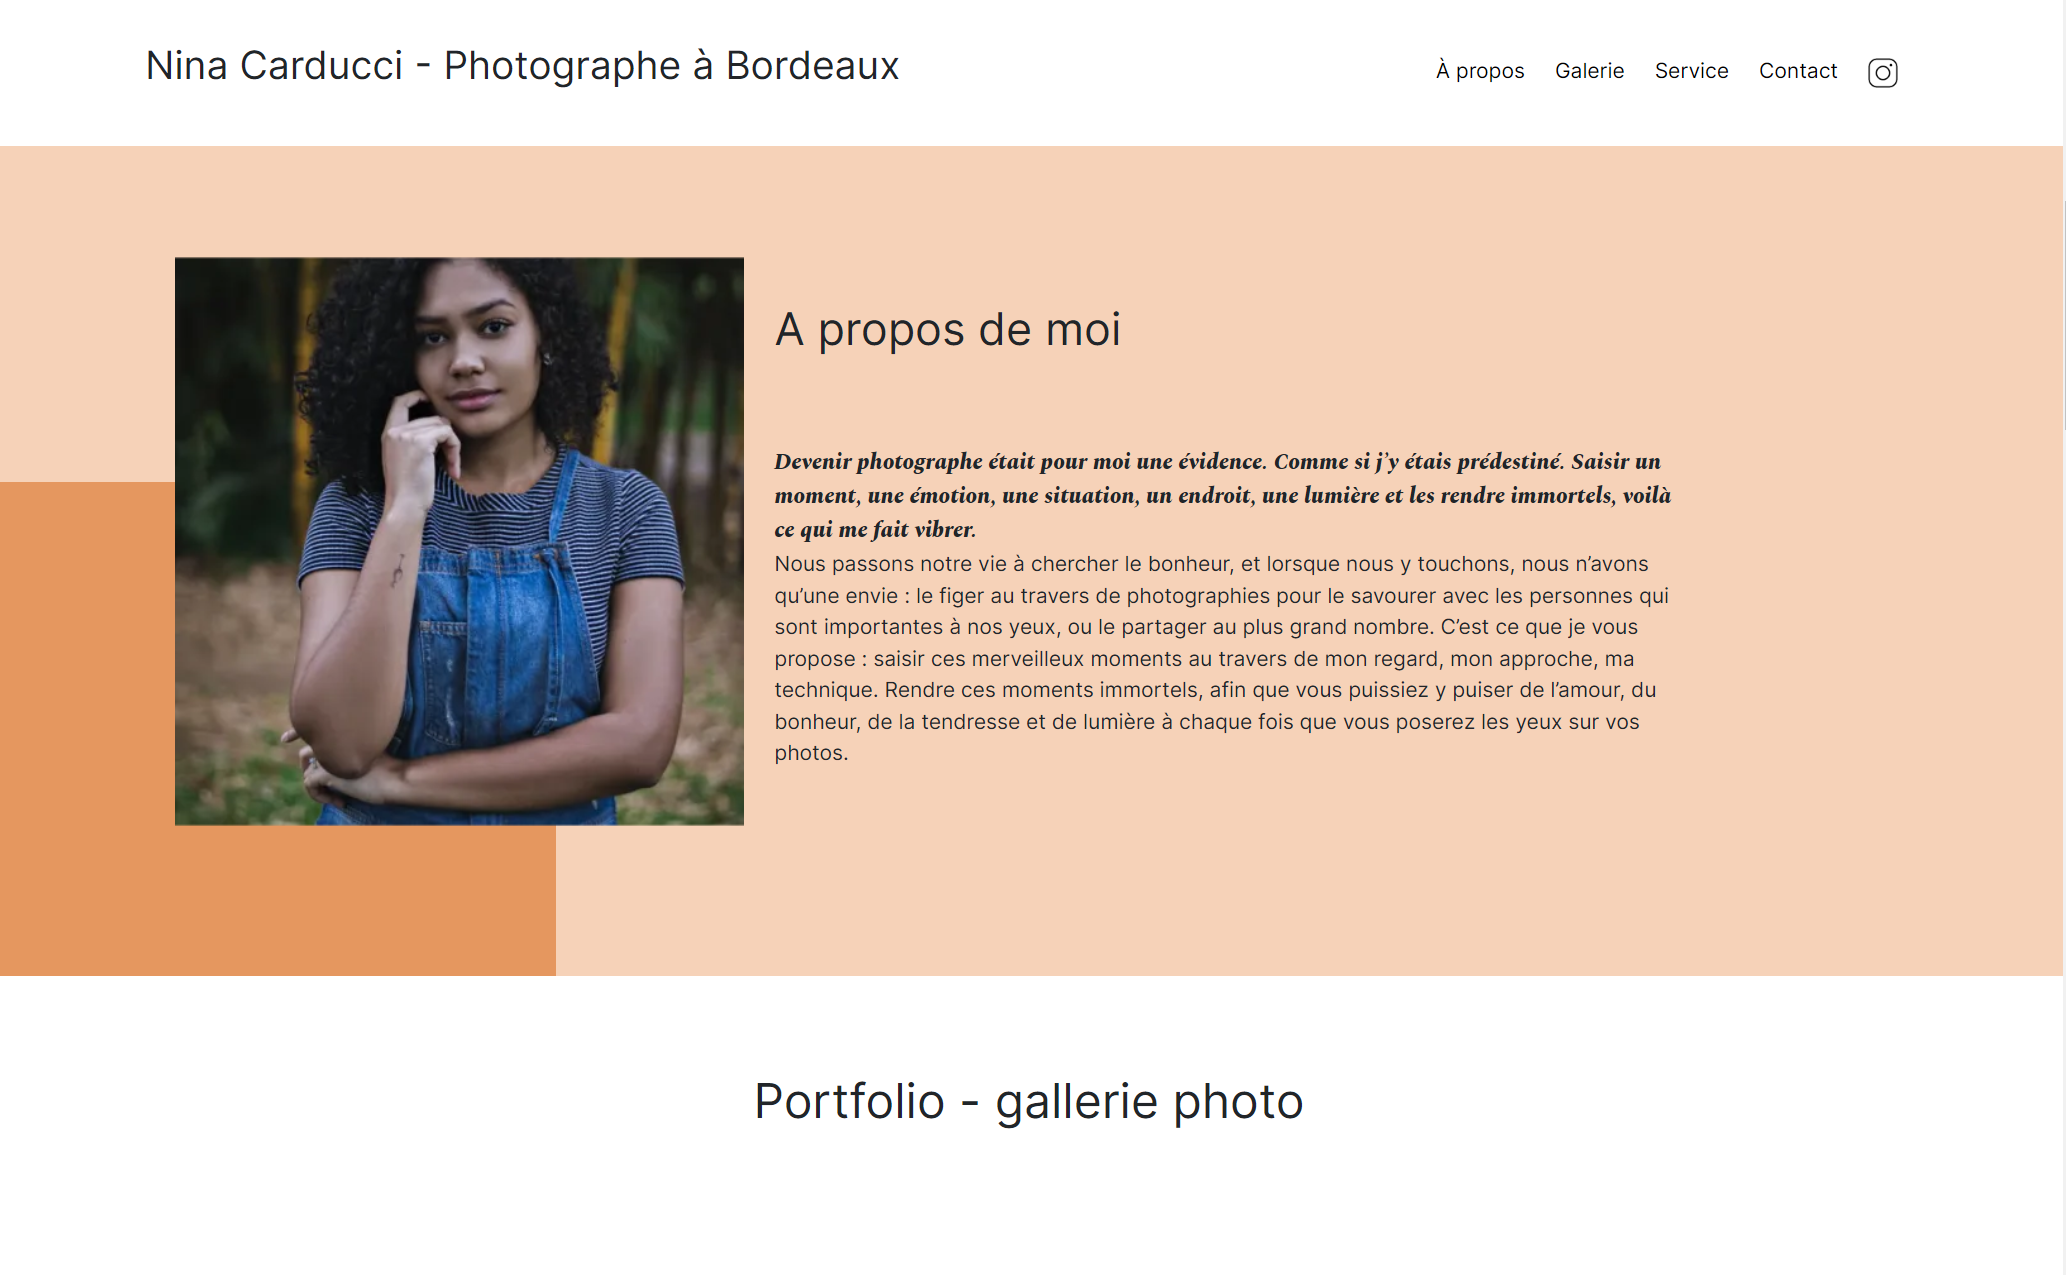 Nina Carducci - Photographe à Bordeaux
À propos Galerie Service Contact
A propos de moi
Devenir photographe était pour moi une évidence. Comme si j’y étais prédestiné. Saisir un
moment, une émotion, une situation, un endroit, une lumière et les rendre immortels, voilà
ce qui me fait vibrer.
Nous passons notre vie à chercher le bonheur, et lorsque nous y touchons, nous n’avons
qu’une envie : le figer au travers de photographies pour le savourer avec les personnes qui
sont importantes à nos yeux, ou le partager au plus grand nombre. C’est ce que je vous
propose : saisir ces merveilleux moments au travers de mon regard, mon approche, ma
technique. Rendre ces moments immortels, afin que vous puissiez y puiser de l’amour, du
bonheur, de la tendresse et de lumière à chaque fois que vous poserez les yeux sur vos
photos.
Portfolio - gallerie photo